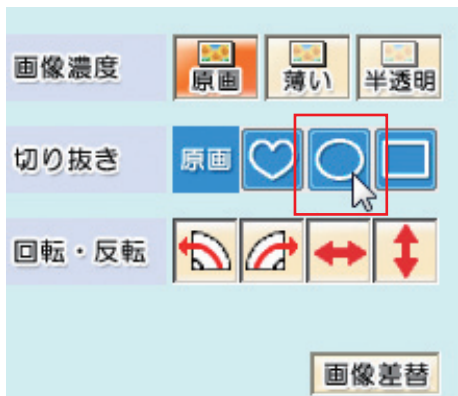 画像濃度 原画 薄い 半透明
切り抜き 原画
回転・反転
画像差替